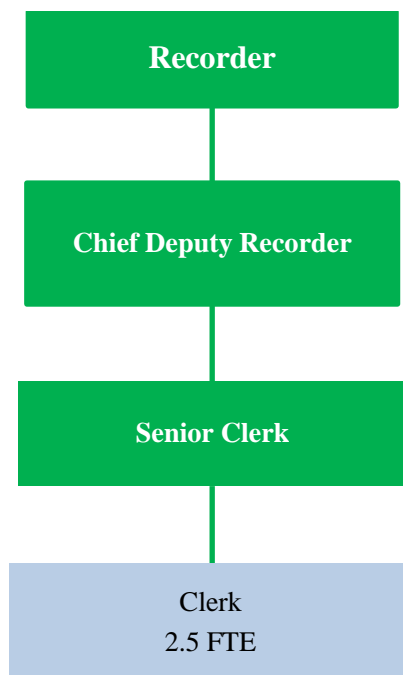 Recorder
Chief Deputy Recorder
Senior Clerk
Clerk
2.5 FTE